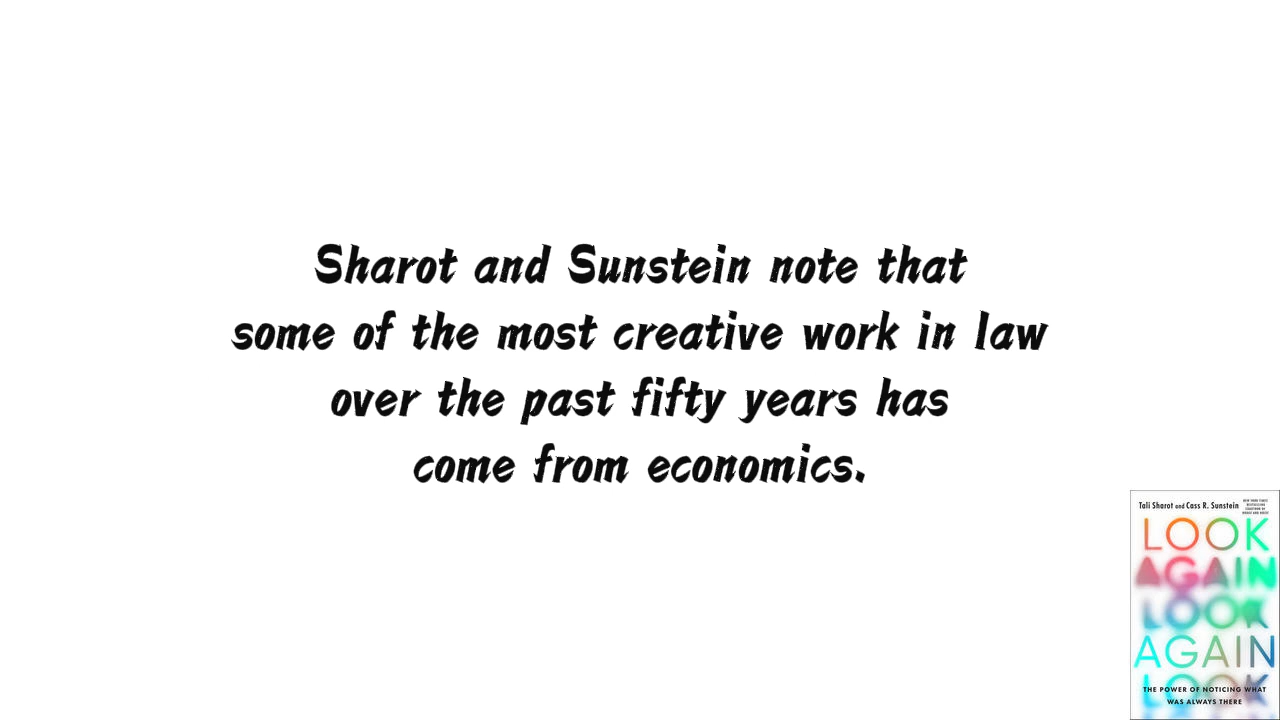 Sharot and Sunstein note that
some of the most creative work in law
over the past fifty years has
come from economics.
Tali Sharot and Cass R. Sunstein
LOOK
AGAIN
LOOK
AGAIN
LOOK
THE POWER OF NOTICING WHAT
WAS ALWAYS THERE